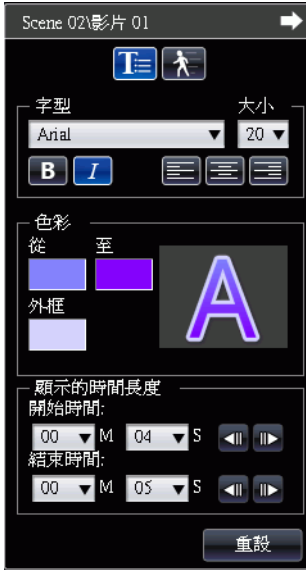 Scene 02\影片 01
T
字型 大小
Arial 20
B I
色彩
從 至
A
外框
顯示的時間長度
開始時間:
00 M 04 S
結束時間:
00 M 05 S
重設